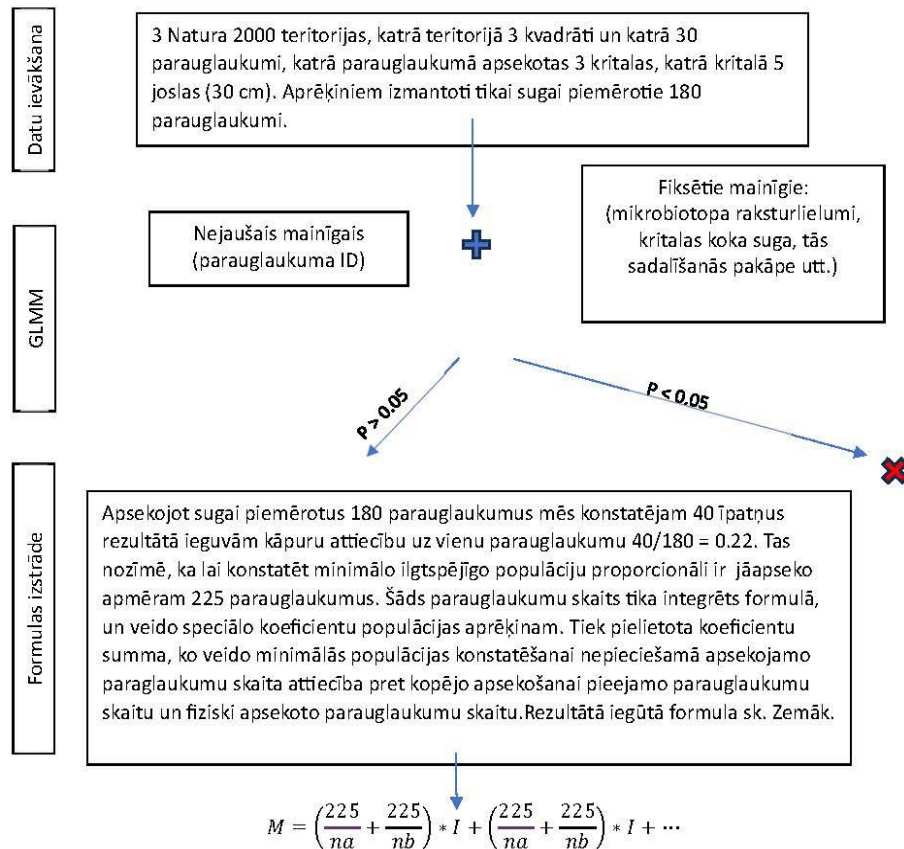 Datu ievākšana
3 Natura 2000 teritorijas, katrā teritorijā 3 kvadrāti un katrā 30
parauglaukumi, katrā parauglaukumā apsekotas 3 kritalas, katrā kritalā 5
joslas (30 cm). Aprēķiniem izmantoti tikai sugai piemērotie 180
parauglaukumi.
GLMM
Nejaušais mainīgais
(parauglaukuma ID)
Fiksētie mainīgie:
(mikrobiotopa raksturlielumi,
kritalas koka suga, tās
sadalīšanās pakāpe utt.)
P > 0.05
P < 0.05
Formulas izstrāde
Apsekojot sugai piemērotus 180 parauglaukumus mēs konstatējam 40 īpatņus
rezultātā ieguvām kāpuru attiecību uz vienu parauglaukumu 40/180 = 0.22. Tas
nozīmē, ka lai konstatēt minimālo ilgtspējīgo populāciju proporcionāli ir jāapseko
apmēram 225 parauglaukumus. Šāds parauglaukumu skaits tika integrēts formulā,
un veido speciālo koeficientu populācijas aprēķinam. Tiek pielietota koeficientu
summa, ko veido minimālās populācijas konstatēšanai nepieciešamā apsekojamo
paraglaukumu skaita attiecība pret kopējo apsekošanai pieejamo parauglaukumu
skaitu un fiziski apsekoto parauglaukumu skaitu.Rezultātā iegūtā formula sk. Zemāk.
M = (225/na + 225/nb) * I + (225/na + 225/nb) * I + ⋯